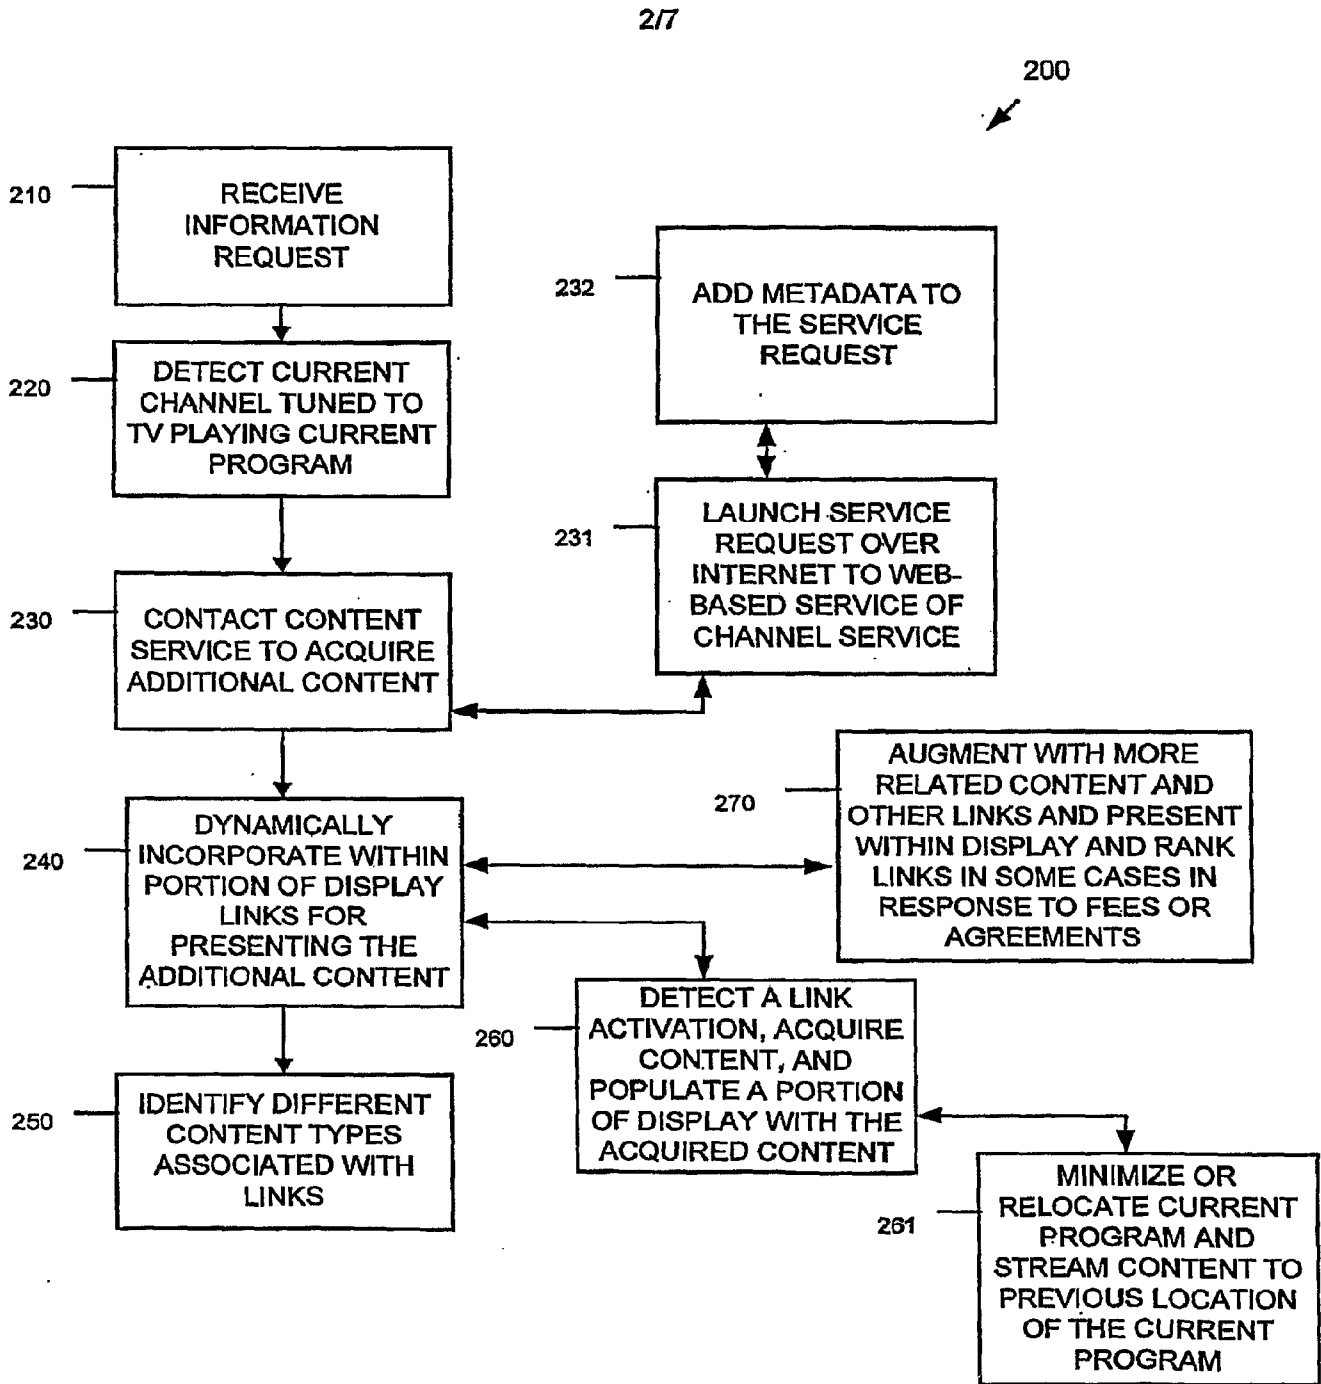 2/7
200
210
RECEIVE
INFORMATION
REQUEST
220
DETECT CURRENT
CHANNEL TUNED TO
TV PLAYING CURRENT
PROGRAM
232
ADD METADATA TO
THE SERVICE
REQUEST
231
LAUNCH SERVICE
REQUEST OVER
INTERNET TO WEB-
BASED SERVICE OF
CHANNEL SERVICE
230
CONTACT CONTENT
SERVICE TO ACQUIRE
ADDITIONAL CONTENT
240
DYNAMICALLY
INCORPORATE WITHIN
PORTION OF DISPLAY
LINKS FOR
PRESENTING THE
ADDITIONAL CONTENT
270
AUGMENT WITH MORE
RELATED CONTENT AND
OTHER LINKS AND PRESENT
WITHIN DISPLAY AND RANK
LINKS IN SOME CASES IN
RESPONSE TO FEES OR
AGREEMENTS
260
DETECT A LINK
ACTIVATION, ACQUIRE
CONTENT, AND
POPULATE A PORTION
OF DISPLAY WITH THE
ACQUIRED CONTENT
250
IDENTIFY DIFFERENT
CONTENT TYPES
ASSOCIATED WITH
LINKS
261
MINIMIZE OR
RELOCATE CURRENT
PROGRAM AND
STREAM CONTENT TO
PREVIOUS LOCATION
OF THE CURRENT
PROGRAM